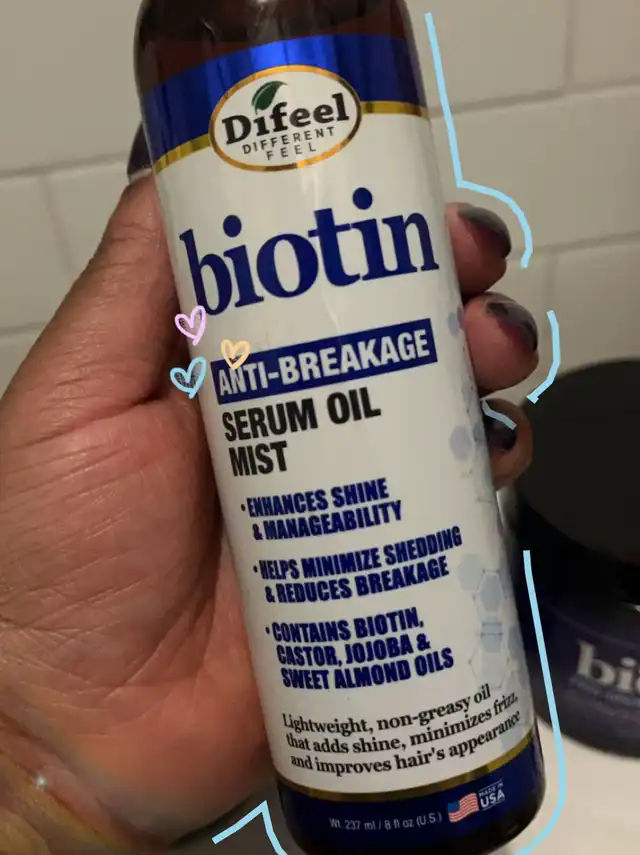 Difeel
DIFFERENT
FEEL
biotin
ANTI-BREAKAGE
SERUM OIL
MIST
• ENHANCES SHINE
& MANAGEABILITY
• HELPS MINIMIZE SHEDDING
& REDUCES BREAKAGE
• CONTAINS BIOTIN,
CASTOR, JOJOBA &
SWEET ALMOND OILS
Lightweight, non-greasy oil
that adds shine, minimizes frizz,
and improves hair's appearance
Wt. 237 ml / 8 fl oz (U.S.)
MADE IN
USA
bio